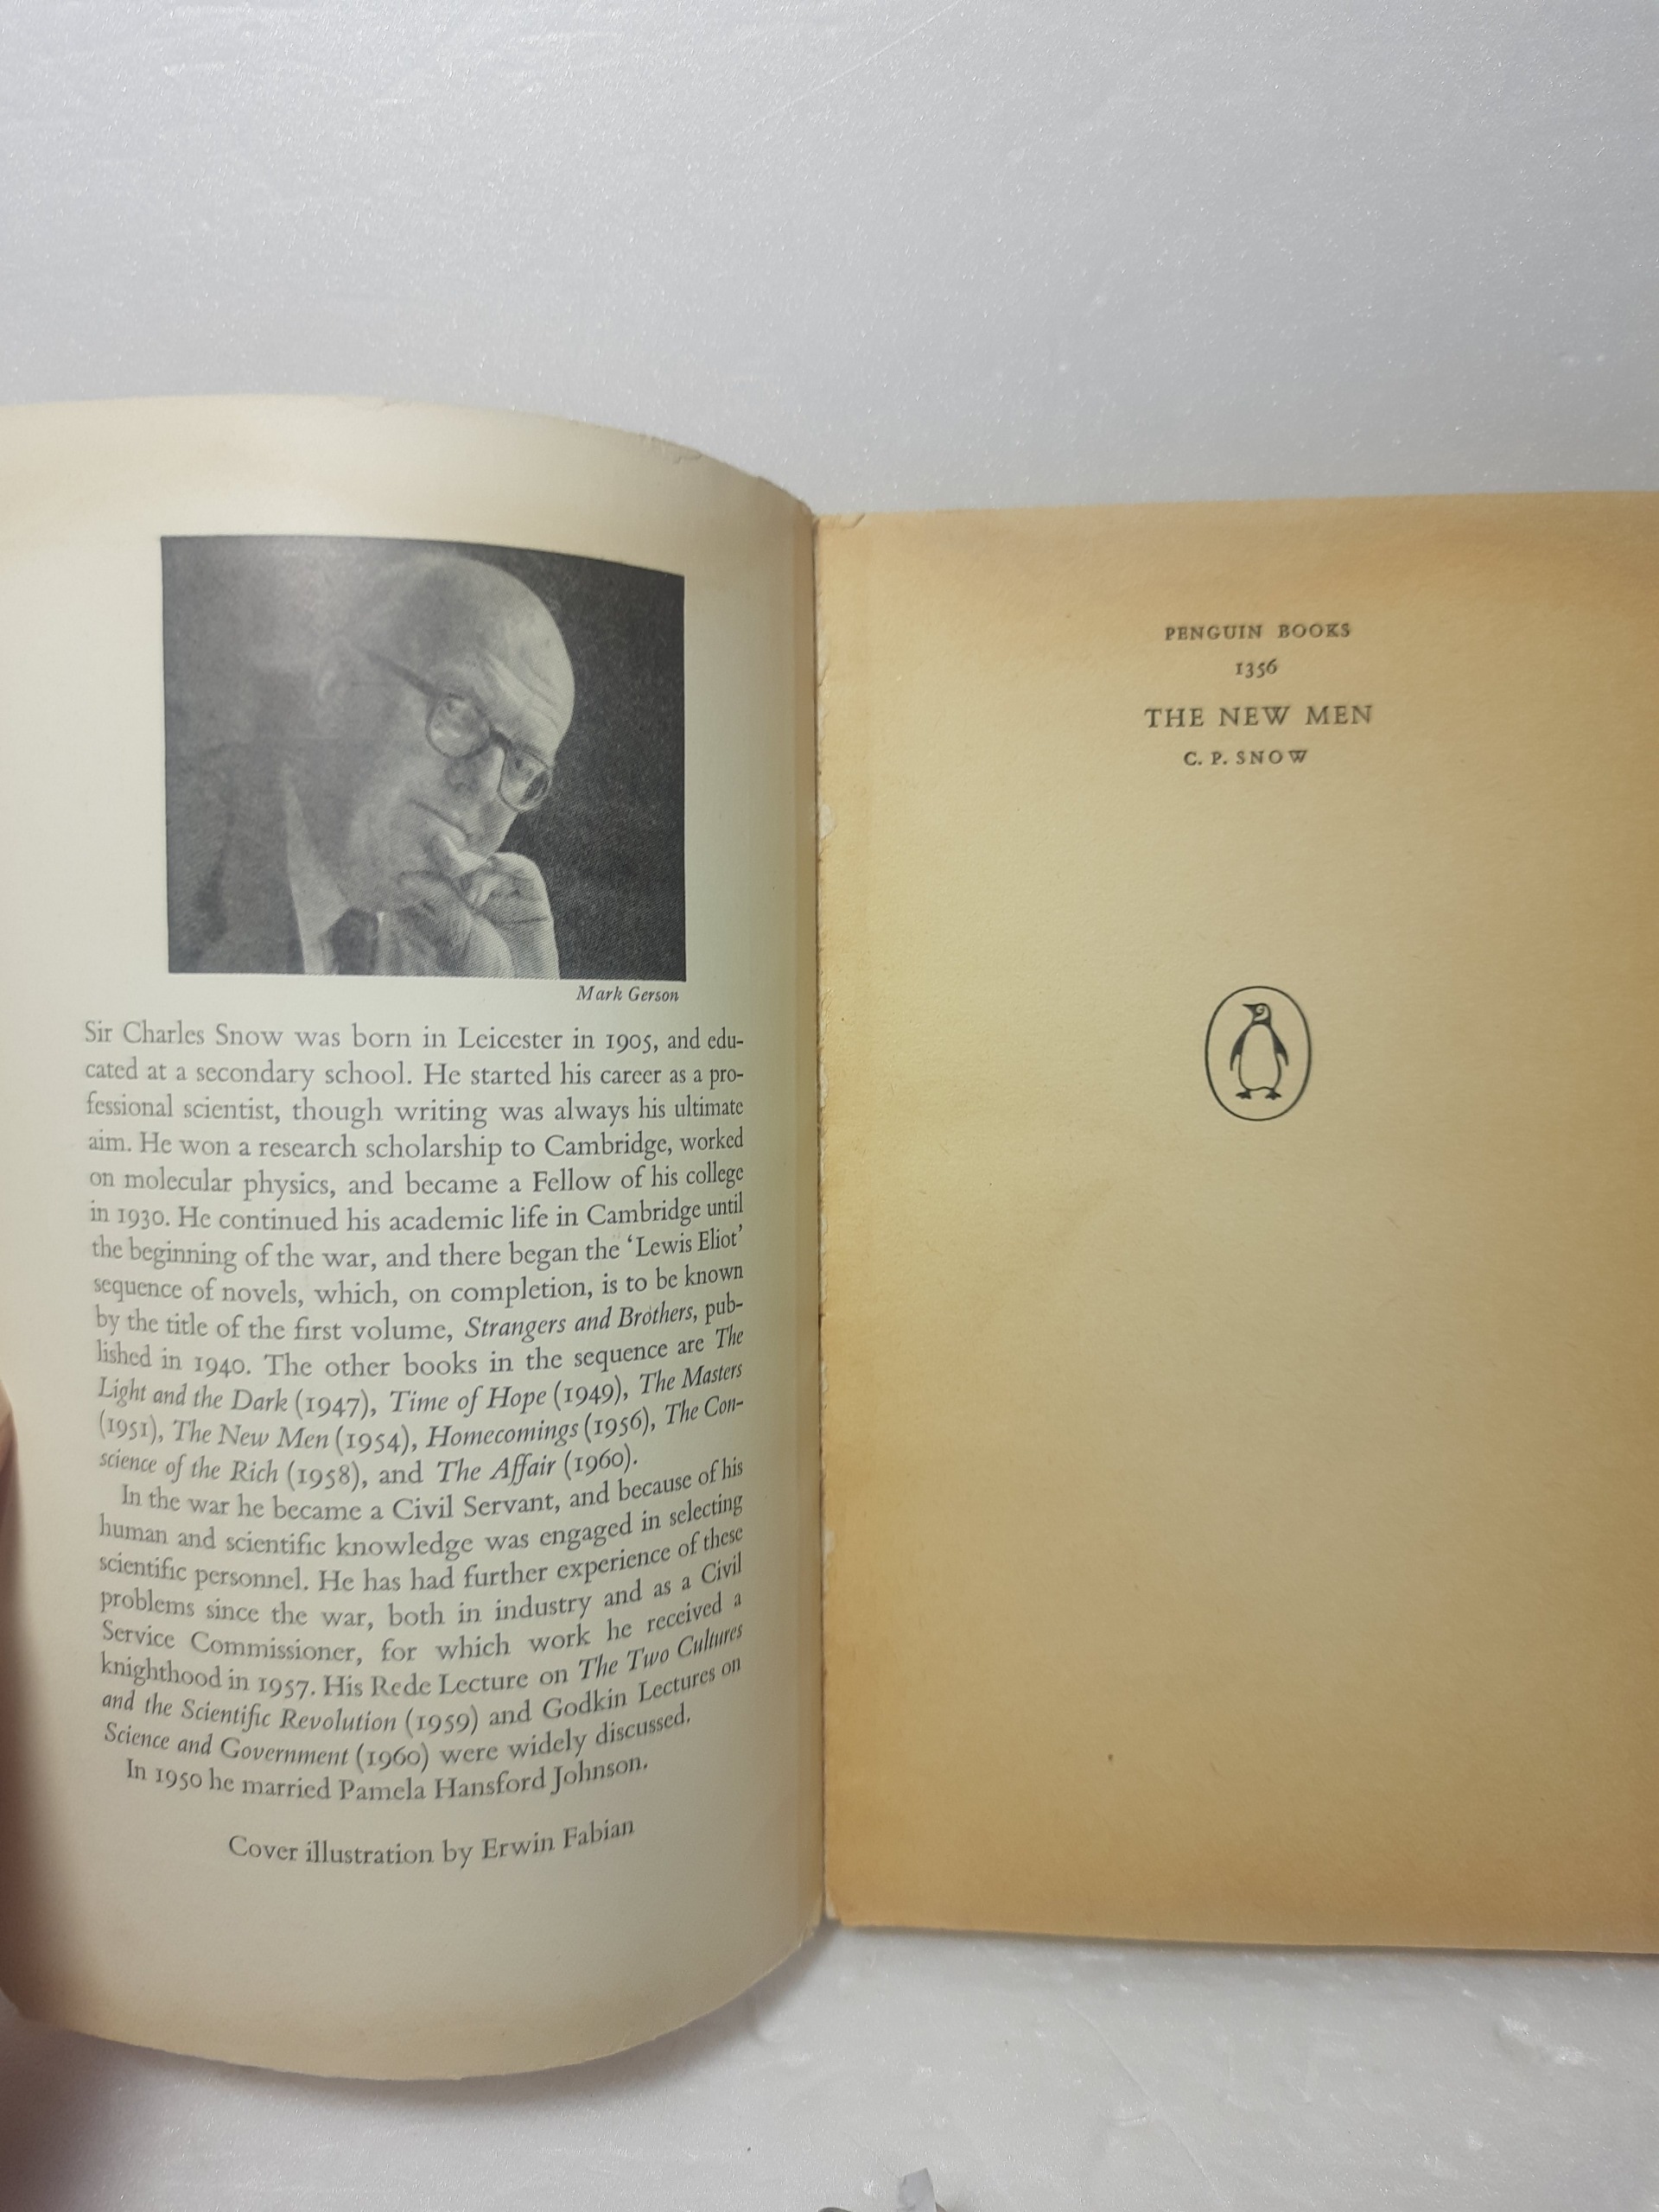 Mark Gerson
Sir Charles Snow was born in Leicester in 1905, and edu-
cated at a secondary school. He started his career as a pro-
fessional scientist, though writing was always his ultimate
aim. He won a research scholarship to Cambridge, worked
on molecular physics, and became a Fellow of his college
in 1930. He continued his academic life in Cambridge until
the beginning of the war, and there began the ‘Lewis Eliot’
sequence of novels, which, on completion, is to be known
by the title of the first volume, Strangers and Brothers, pub-
lished in 1940. The other books in the sequence are The
Light and the Dark (1947), Time of Hope (1949), The Masters
(1951), The New Men (1954), Homecomings (1956), The Con-
science of the Rich (1958), and The Affair (1960).
In the war he became a Civil Servant, and because of his
human and scientific knowledge was engaged in selecting
scientific personnel. He has had further experience of these
problems since the war, both in industry and as a Civil
Service Commissioner, for which work he received a
knighthood in 1957. His Rede Lecture on The Two Cultures
and the Scientific Revolution (1959) and Godkin Lectures on
Science and Government (1960) were widely discussed.
In 1950 he married Pamela Hansford Johnson.
Cover illustration by Erwin Fabian
PENGUIN BOOKS
1356
THE NEW MEN
C. P. SNOW